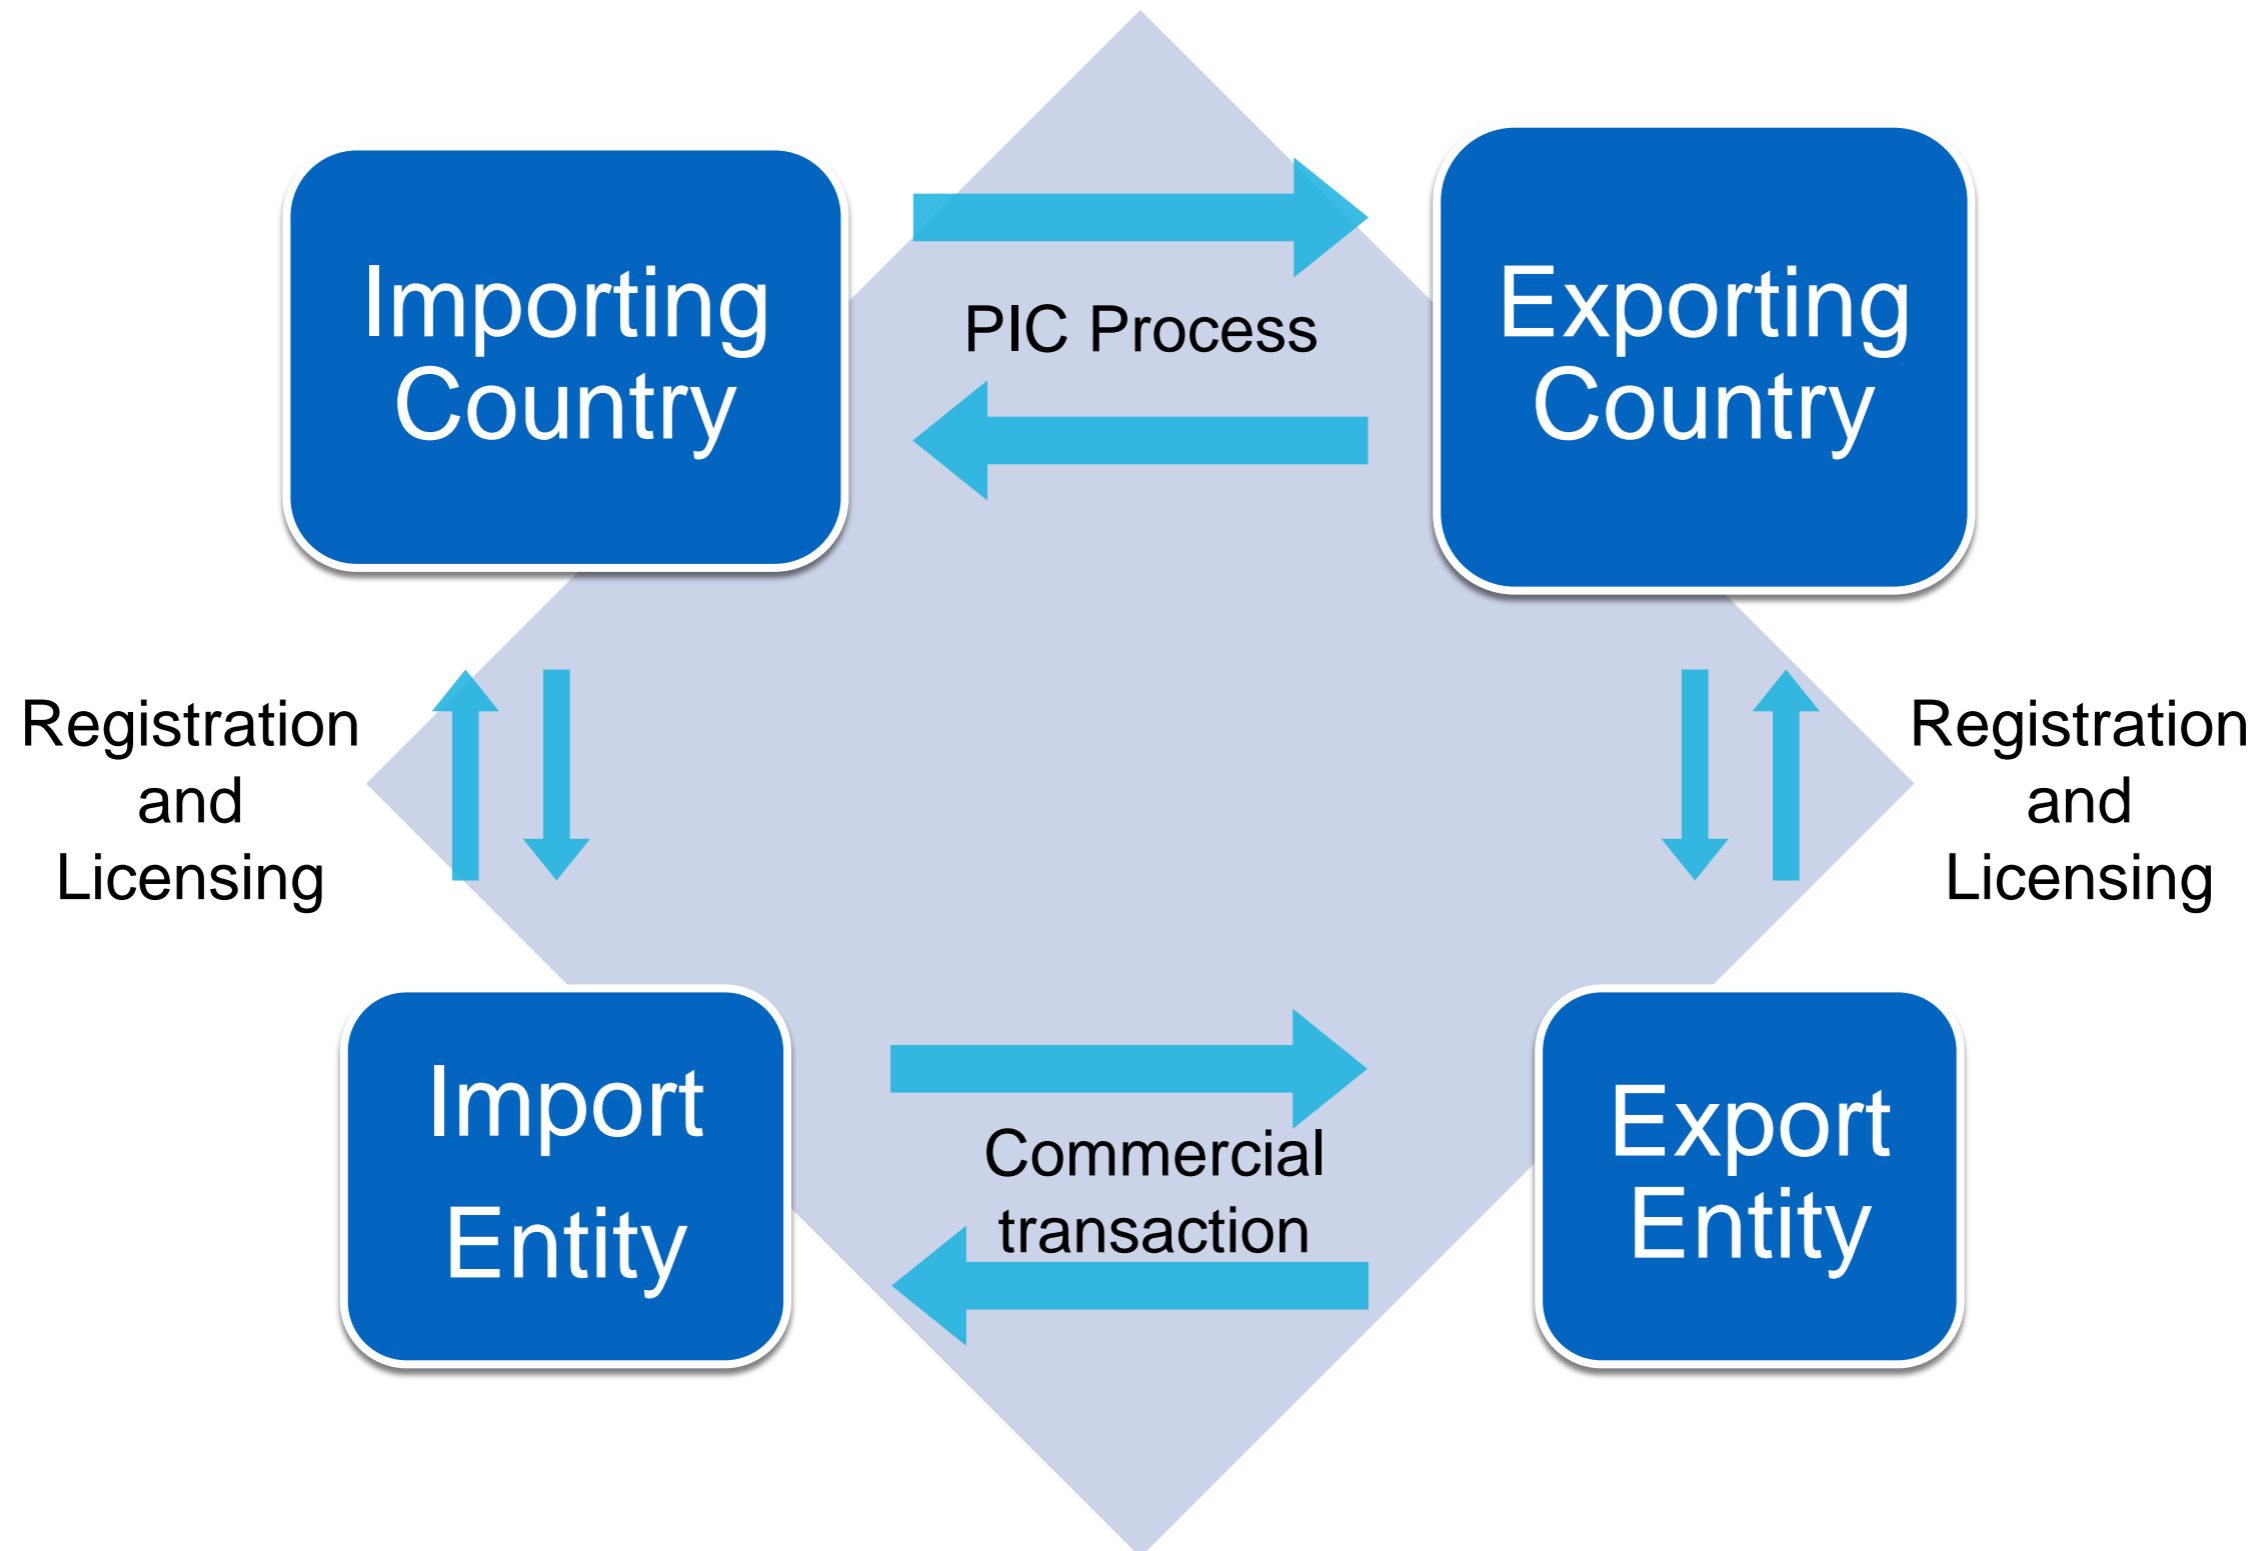 Importing
Country
PIC Process
Exporting
Country
Registration
and
Licensing
Registration
and
Licensing
Import
Entity
Commercial
transaction
Export
Entity